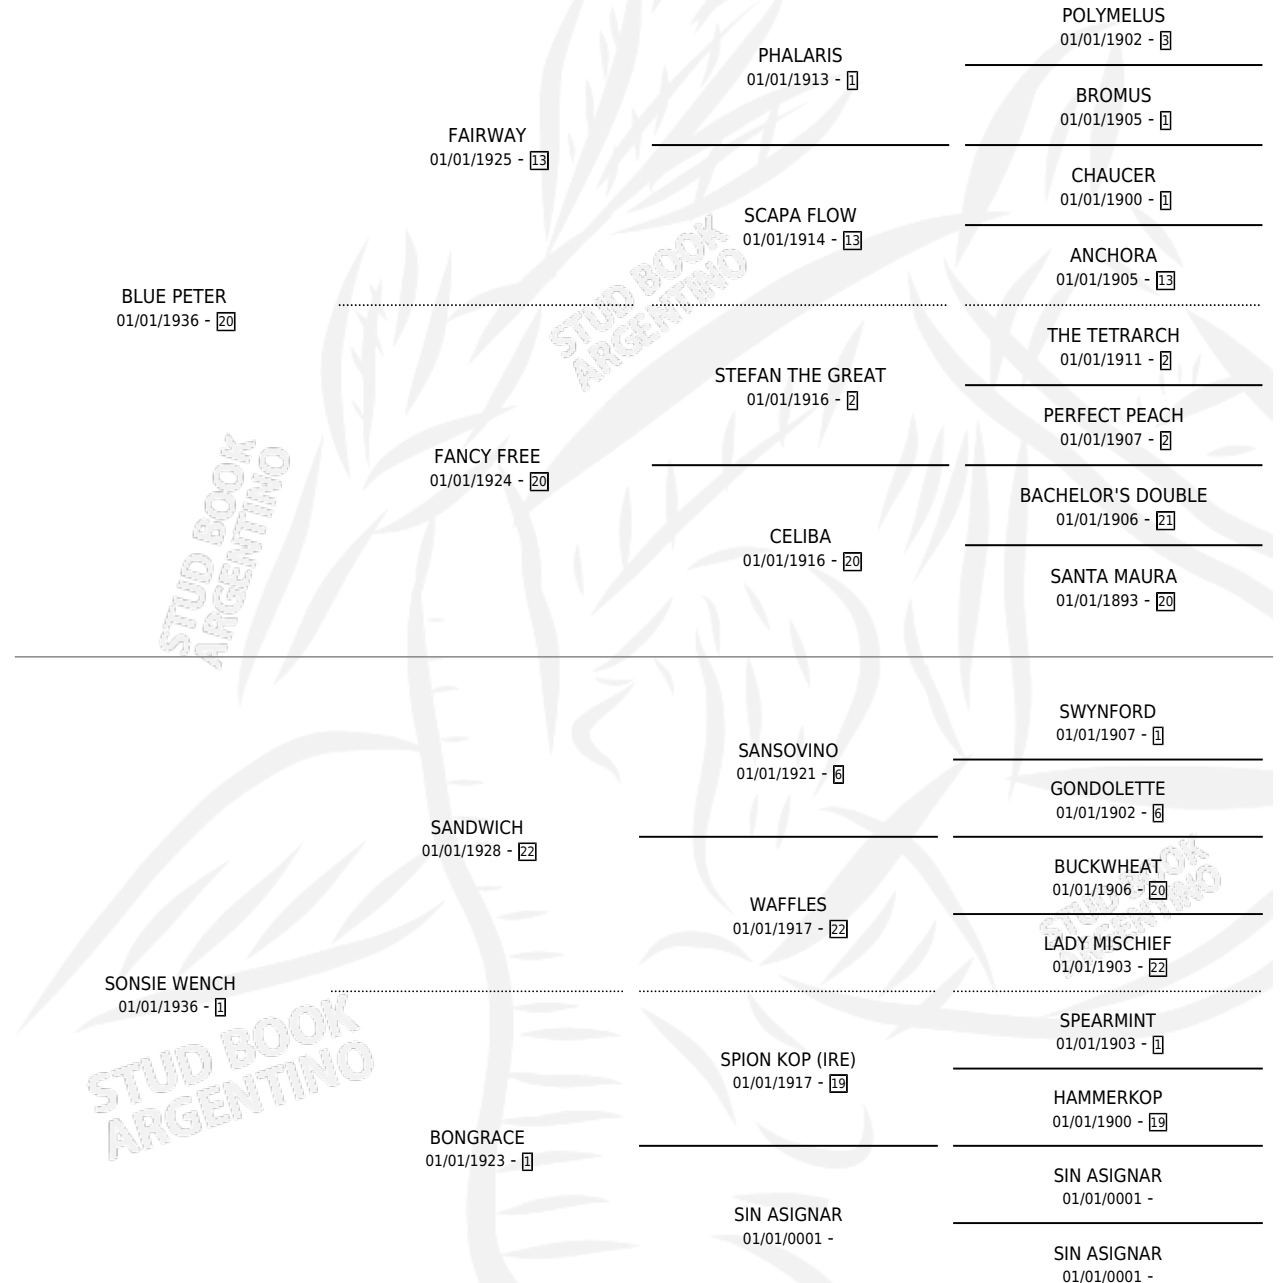 POLYMELUS
01/01/1902 - 3
PHALARIS
01/01/1913 - 1
BROMUS
01/01/1905 - 1
FAIRWAY
01/01/1925 - 13
CHAUCER
01/01/1900 - 1
SCAPA FLOW
01/01/1914 - 13
ANCHORA
01/01/1905 - 13
BLUE PETER
01/01/1936 - 20
STUD BOOK
ARGENTINO
THE TETRARCH
01/01/1911 - 2
STEFAN THE GREAT
01/01/1916 - 2
PERFECT PEACH
01/01/1907 - 2
FANCY FREE
01/01/1924 - 20
BACHELOR'S DOUBLE
01/01/1906 - 21
CELIBA
01/01/1916 - 20
SANTA MAURA
01/01/1893 - 20
STUD BOOK
ARGENTINO
SWYNFORD
01/01/1907 - 1
SANSOVINO
01/01/1921 - 6
GONDOLETTE
01/01/1902 - 6
SANDWICH
01/01/1928 - 22
BUCKWHEAT
01/01/1906 - 20
WAFFLES
01/01/1917 - 22
LADY MISCHIEF
01/01/1903 - 22
STUD BOOK
ARGENTINO
SONSIE WENCH
01/01/1936 - 1
SPEARMINT
01/01/1903 - 1
SPION KOP (IRE)
01/01/1917 - 19
HAMMERKOP
01/01/1900 - 19
STUD BOOK
ARGENTINO
BONGRACE
01/01/1923 - 1
SIN ASIGNAR
01/01/0001 -
SIN ASIGNAR
01/01/0001 -
SIN ASIGNAR
01/01/0001 -